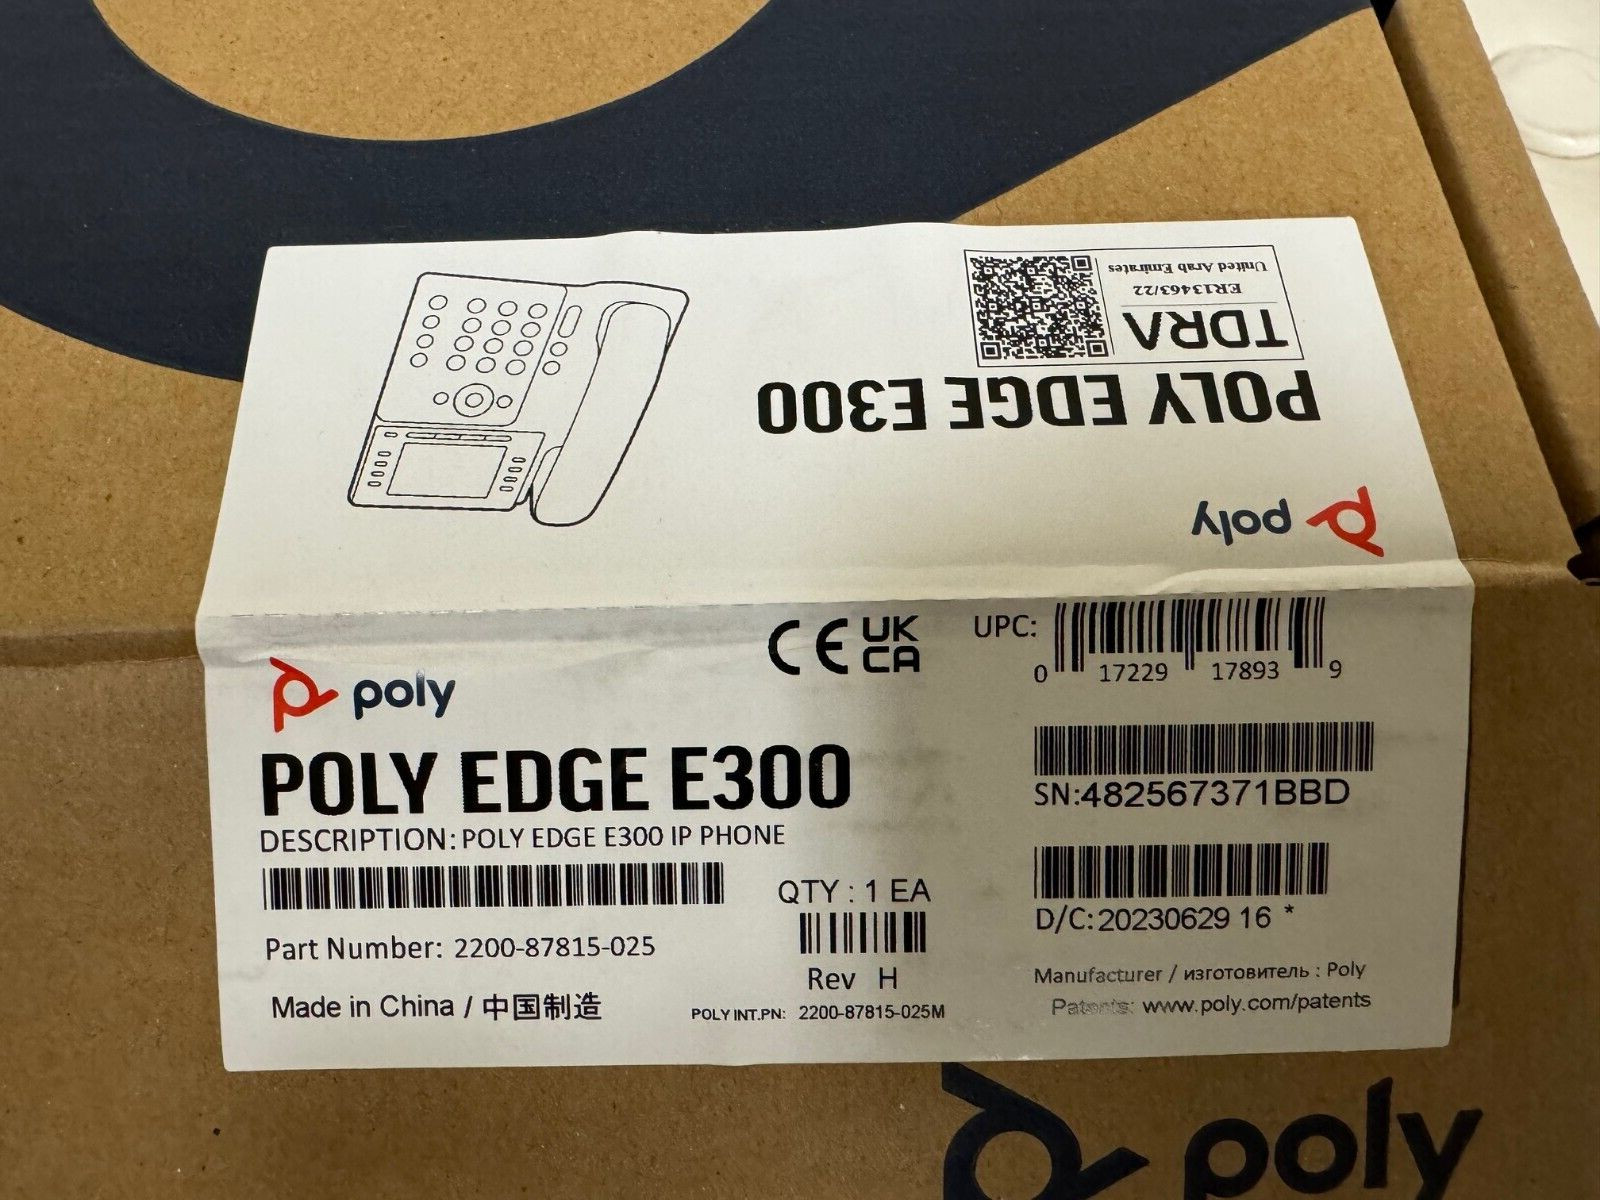 United Arab Emirates
ER13463/22
TDRA
POLY EDGE E300
poly
CE UK CA
UPC:
0 17229 17893 9
poly
POLY EDGE E300
SN:482567371BBD
DESCRIPTION: POLY EDGE E300 IP PHONE
QTY : 1 EA
D/C:20230629 16 *
Part Number: 2200-87815-025
Rev H
Manufacturer / изготовитель : Poly
Made in China / 中国制造
POLY INT.PN: 2200-87815-025M
Patents: www.poly.com/patents
poly